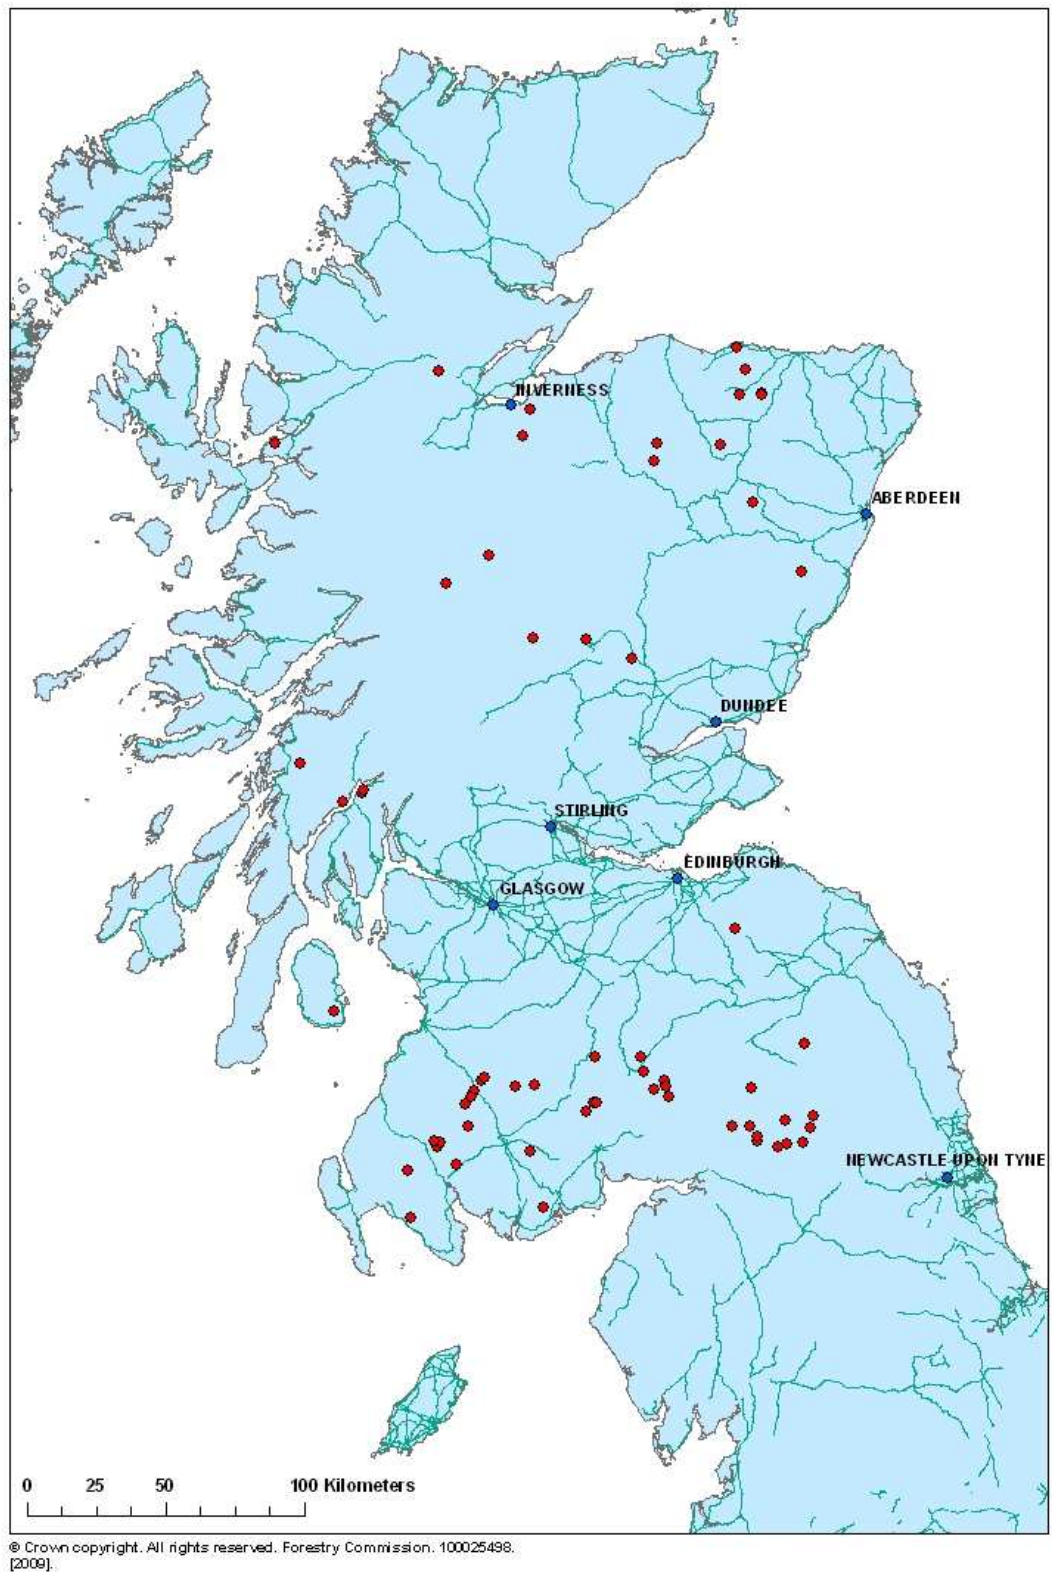 INVERNESS
ABERDEEN
DUNDEE
STIRLING
EDINBURGH
GLASGOW
NEWCASTLE UPON TYNE
0 25 50 100 Kilometers
© Crown copyright. All rights reserved. Forestry Commission. 100025498.
[2009].